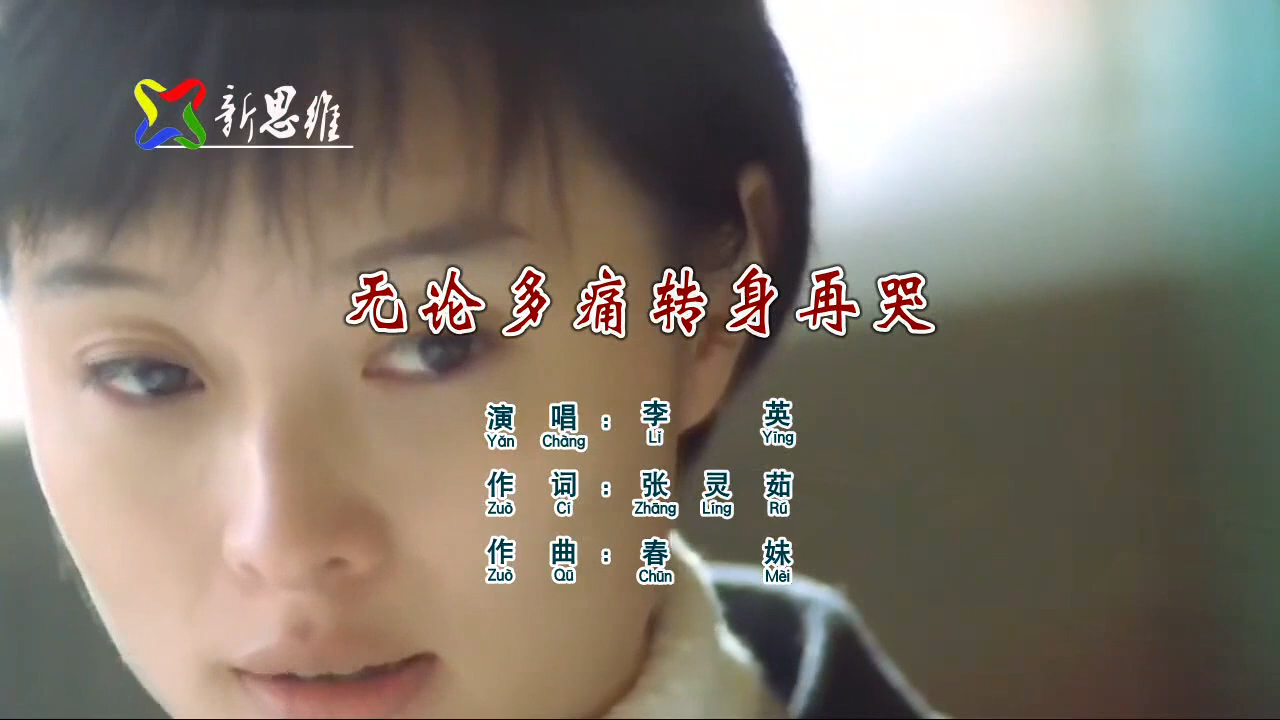 新思维
无论多痛转身再哭
演唱:李英
Yǎn Chàng Lǐ Yīng
作词:张灵茹
Zuò Cí Zhāng Líng Rú
作曲:春妹
Zuò Qū Chūn Mèi